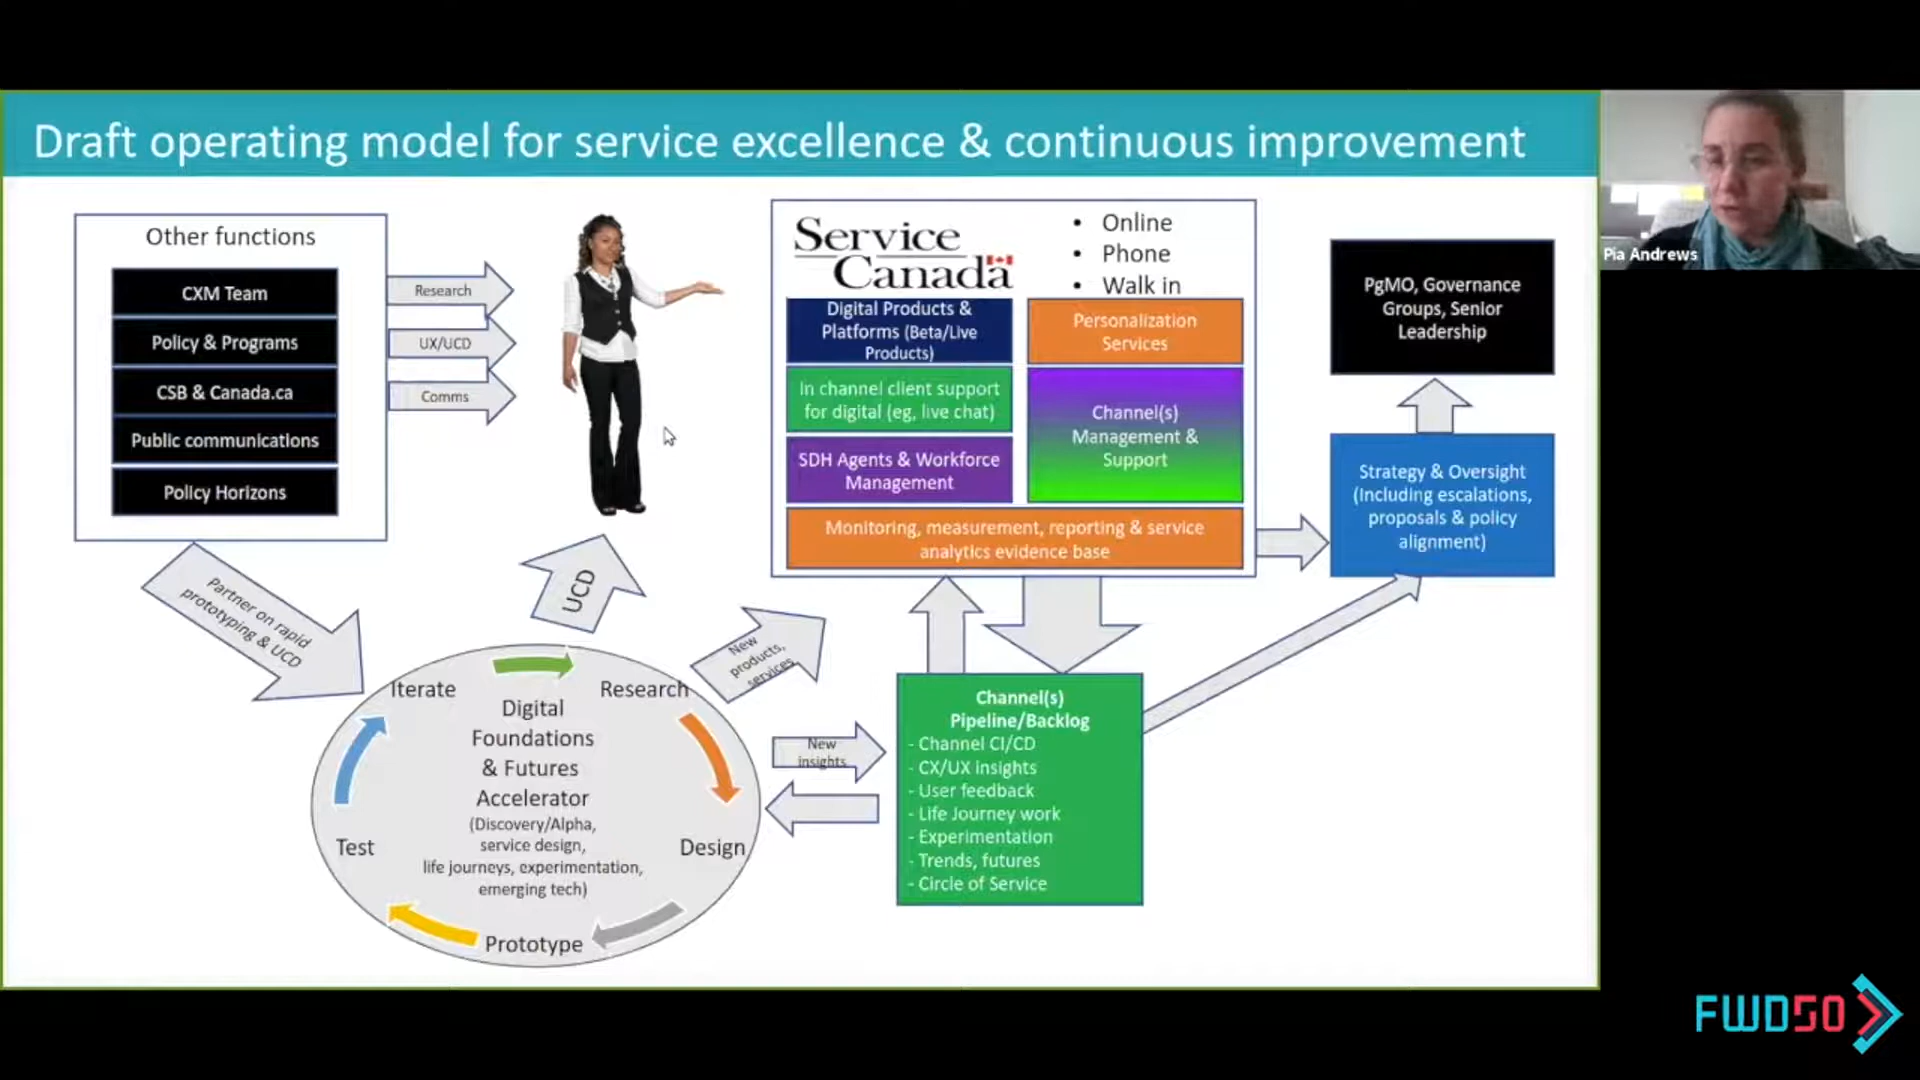 Draft operating model for service excellence & continuous improvement
Pia Andrews
Other functions
CXM Team
Policy & Programs
CSB & Canada.ca
Public communications
Policy Horizons
Research
UX/UCD
Comms
Service
Canada
• Online
• Phone
• Walk in
Digital Products &
Platforms (Beta/Live
Products)
Personalization
Services
In channel client support
for digital (eg, live chat)
Channel(s)
Management &
Support
SDH Agents & Workforce
Management
Monitoring, measurement, reporting & service
analytics evidence base
PgMO, Governance
Groups, Senior
Leadership
Strategy & Oversight
(Including escalations,
proposals & policy
alignment)
Partner on rapid
prototyping & UCD
UCD
New
products,
services
Iterate
Research
Digital
Foundations
& Futures
Accelerator
(Discovery/Alpha,
service design,
life journeys, experimentation,
emerging tech)
Test
Design
Prototype
New
insights
Channel(s)
Pipeline/Backlog
- Channel CI/CD
- CX/UX insights
- User feedback
- Life Journey work
- Experimentation
- Trends, futures
- Circle of Service
FWD50